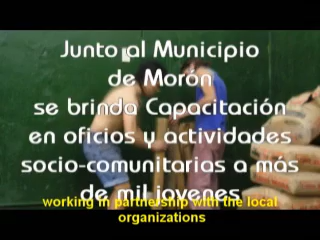 Junto al Municipio
de Morón
se brinda Capacitación
en oficios y actividades
socio-comunitarias a más
de mil jovenes
working in partnership with the local
organizations